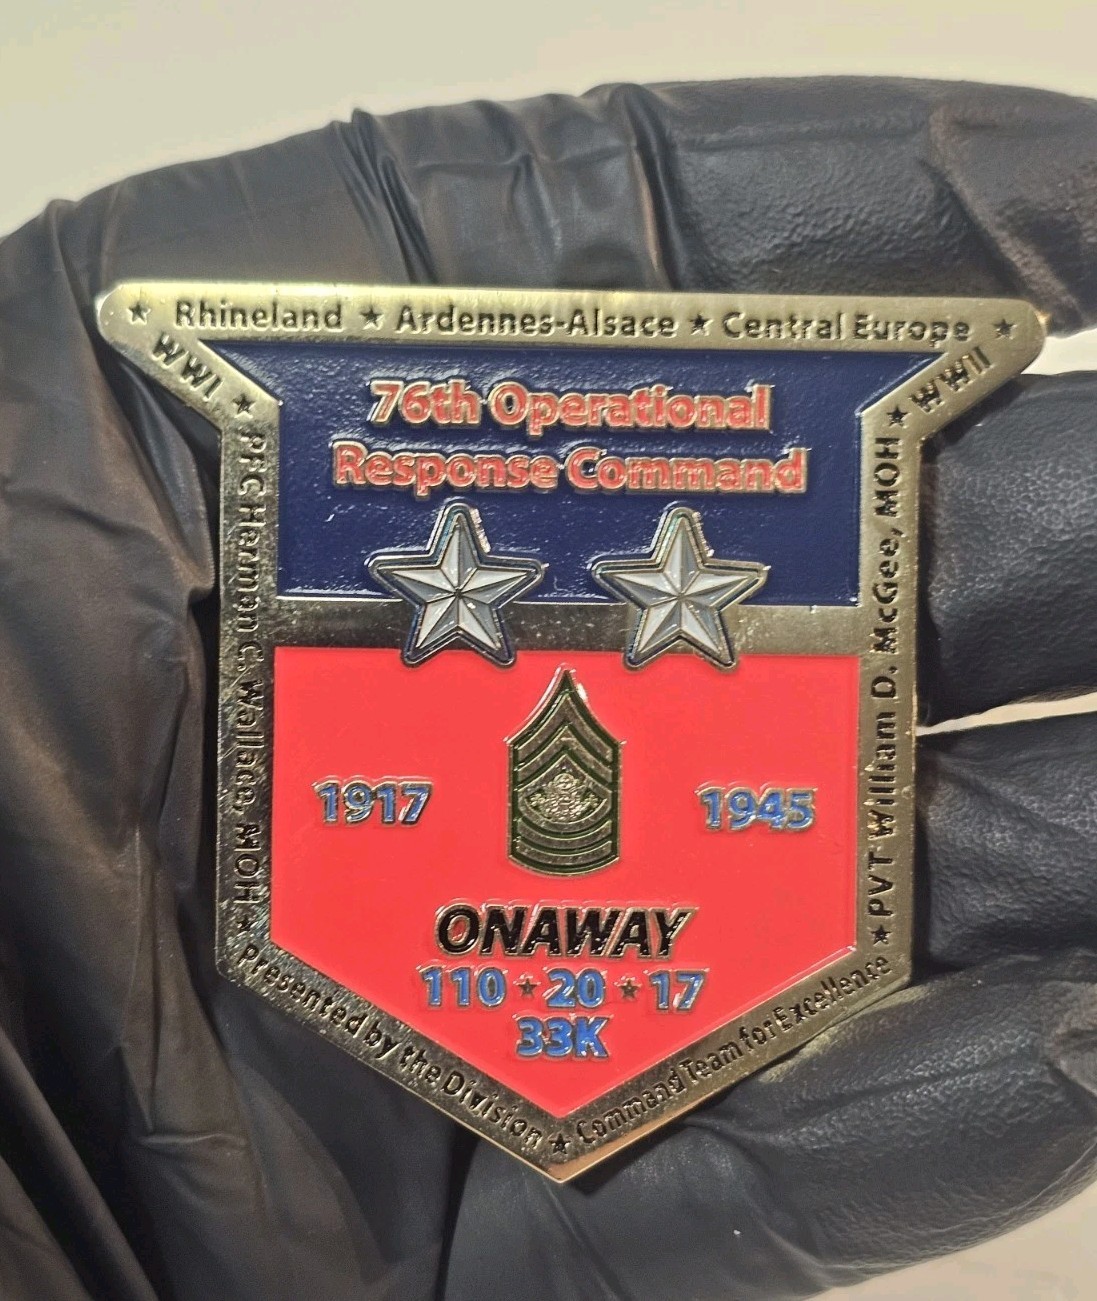 ★ Rhineland ★ Ardennes-Alsace ★ Central Europe ★
WWI ★ PFC Herman C. Wallace, MOH ★
WWII ★ PVT William D. McGee, MOH ★
76th Operational
Response Command
1917
1945
ONAWAY
110 ★ 20 ★ 17
33K
Presented by the Division ★ Command Team for Excellence